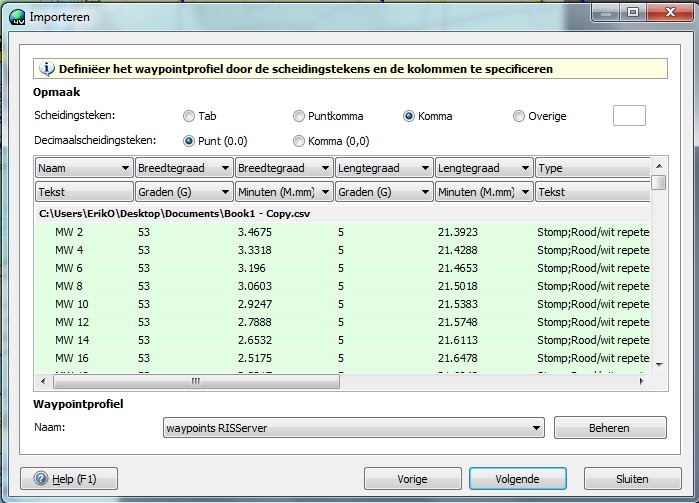 Importeren
Definiëer het waypointprofiel door de scheidingstekens en de kolommen te specificeren
Opmaak
Scheidingsteken: Tab Puntkomma Komma Overige
Decimaalscheidingsteken: Punt (0.0) Komma (0,0)
Naam Breedtegraad Breedtegraad Lengtegraad Lengtegraad Type
Tekst Graden (G) Minuten (M.mm) Graden (G) Minuten (M.mm) Tekst
C:\Users\ErikO\Desktop\Documents\Book1 - Copy.csv
MW 2 53 3.4675 5 21.3923 Stomp;Rood/wit repete
MW 4 53 3.3318 5 21.4288 Stomp;Rood/wit repete
MW 6 53 3.196 5 21.4653 Stomp;Rood/wit repete
MW 8 53 3.0603 5 21.5018 Stomp;Rood/wit repete
MW 10 53 2.9247 5 21.5383 Stomp;Rood/wit repete
MW 12 53 2.7888 5 21.5748 Stomp;Rood/wit repete
MW 14 53 2.6532 5 21.6113 Stomp;Rood/wit repete
MW 16 53 2.5175 5 21.6478 Stomp;Rood/wit repete
Waypointprofiel
Naam: waypoints RISServer Beheren
Help (F1) Vorige Volgende Sluiten